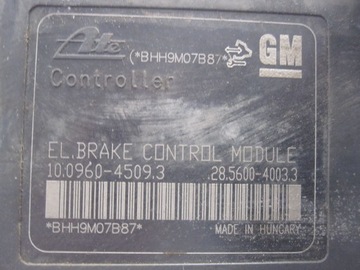 Ate (*BHH9M07B87* GM
Controller
EL.BRAKE CONTROL MODULE
10.0960-4509.3 .28.5600-4003.3
*BHH9M07B87* MADE IN HUNGARY